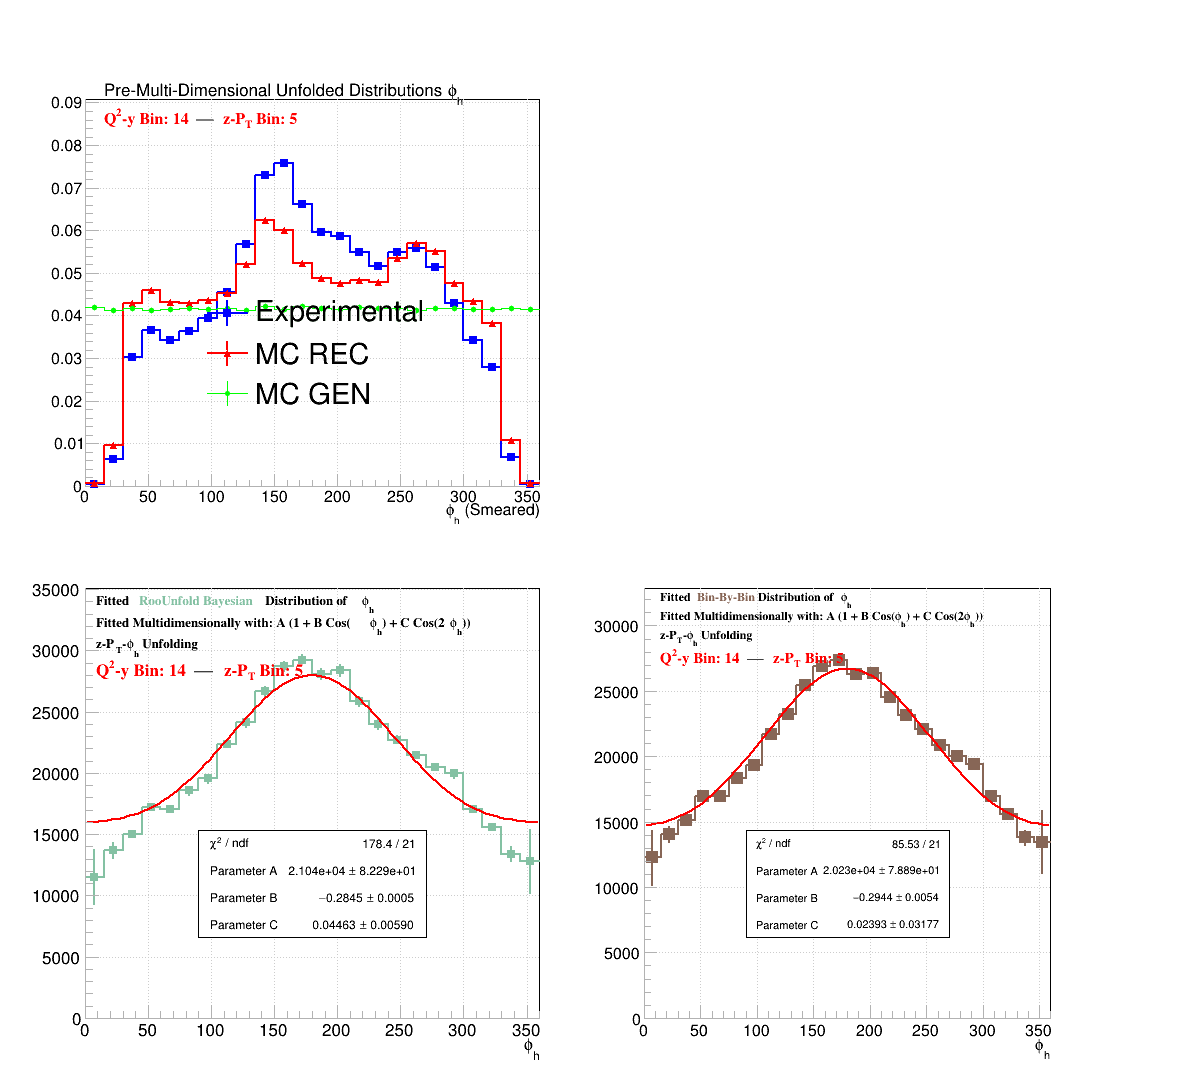 Pre-Multi-Dimensional Unfolded Distributions ϕh
Q2-y Bin: 14 — z-PT Bin: 5
0.09
0.08
0.07
0.06
0.05
0.04
0.03
0.02
0.01
0
Experimental
MC REC
MC GEN
0 50 100 150 200 250 300 350
ϕh (Smeared)
Fitted RooUnfold Bayesian Distribution of ϕh
Fitted Multidimensionally with: A (1 + B Cos( ϕh) + C Cos(2 ϕh))
z-PT-ϕh Unfolding
Q2-y Bin: 14 — z-PT Bin: 5
35000
30000
25000
20000
15000
10000
5000
0
χ2 / ndf 178.4 / 21
Parameter A 2.104e+04 ± 8.229e+01
Parameter B −0.2845 ± 0.0005
Parameter C 0.04463 ± 0.00590
0 50 100 150 200 250 300 350
ϕh
Fitted Bin-By-Bin Distribution of ϕh
Fitted Multidimensionally with: A (1 + B Cos(ϕh) + C Cos(2ϕh))
z-PT-ϕh Unfolding
Q2-y Bin: 14 — z-PT Bin: 5
30000
25000
20000
15000
10000
5000
0
χ2 / ndf 85.53 / 21
Parameter A 2.023e+04 ± 7.889e+01
Parameter B −0.2944 ± 0.0054
Parameter C 0.02393 ± 0.03177
0 50 100 150 200 250 300 350
ϕh